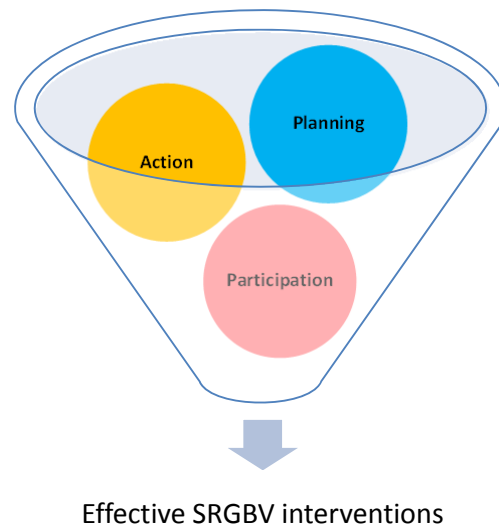 Planning
Action
Participation
Effective SRGBV interventions